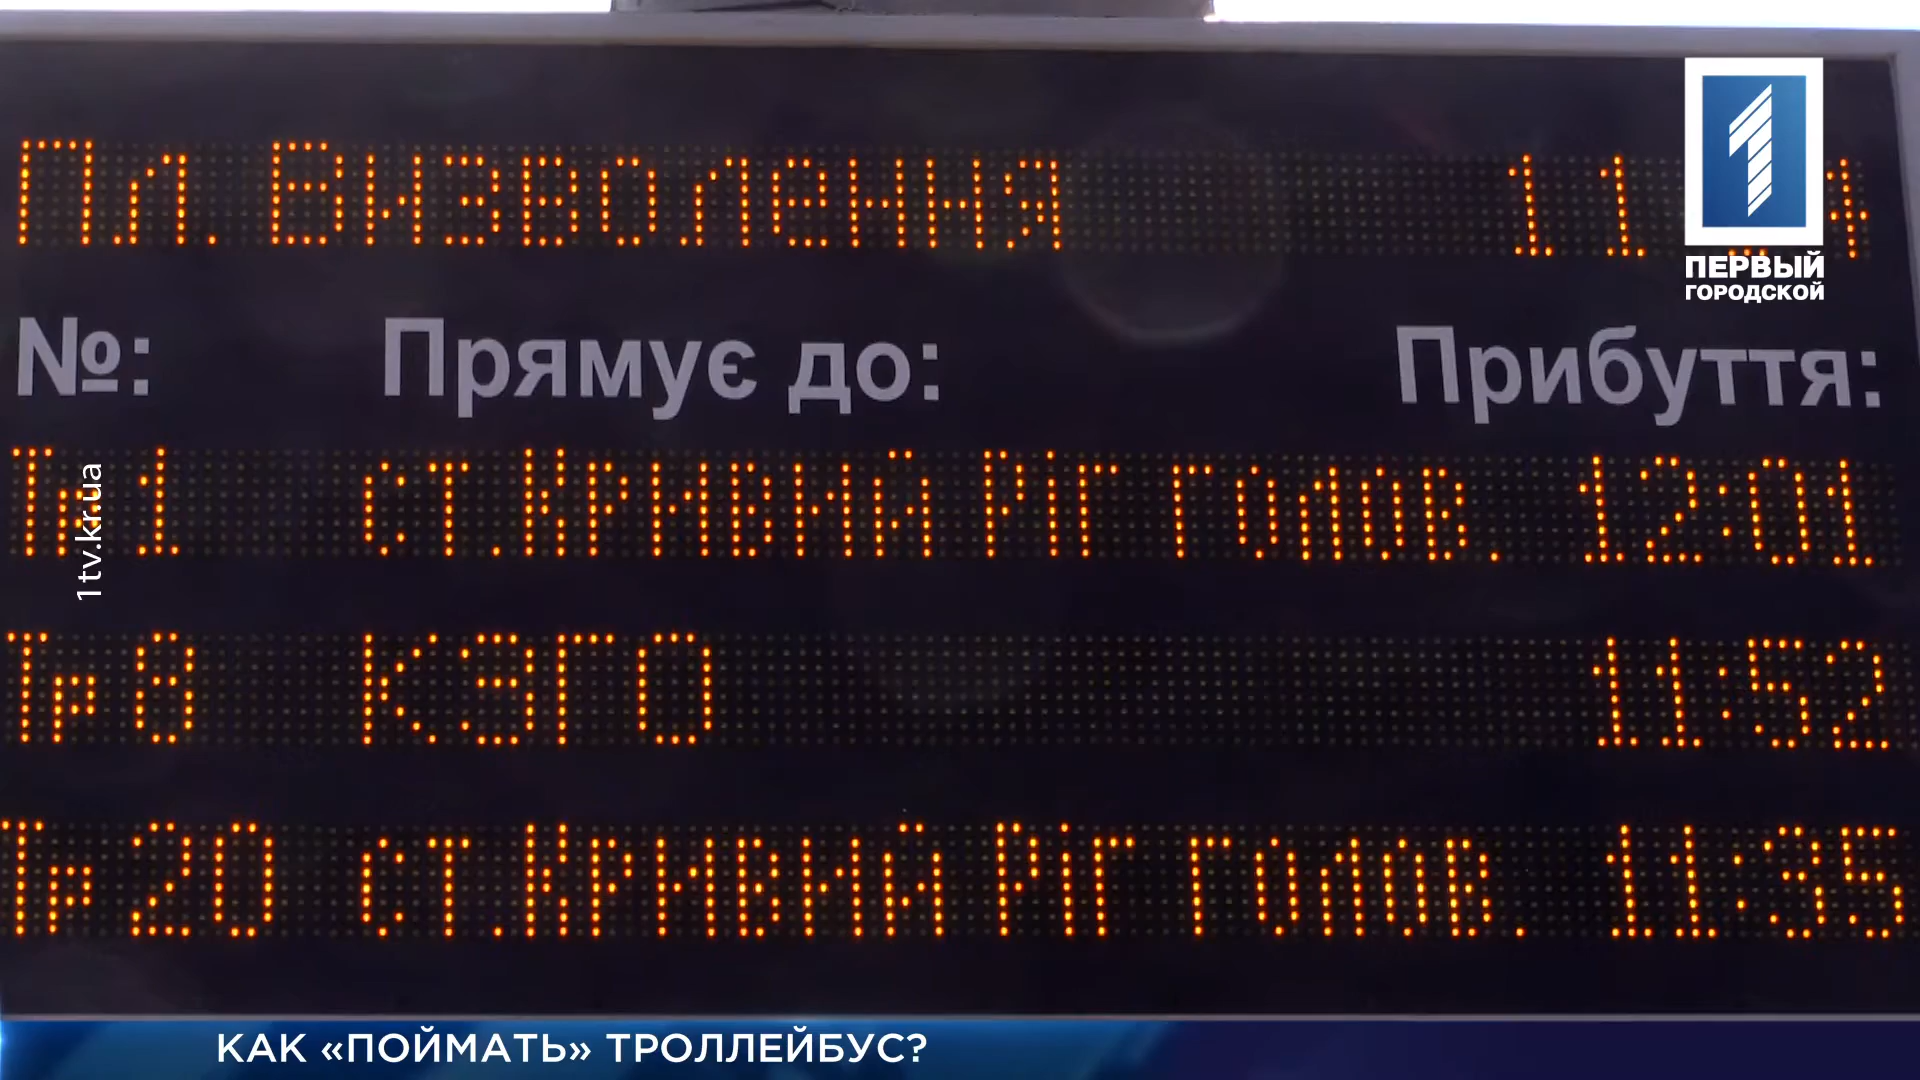 Пл. Визволення
ПЕРВЫЙ
ГОРОДСКОЙ
№: Прямує до: Прибуття:
Тр 1 ст.Кривий Ріг голов. 12:01
1tv.kr.ua
Тр 8 КЗГО 11:52
Тр 20 ст.Кривий Ріг голов. 11:35
КАК «ПОЙМАТЬ» ТРОЛЛЕЙБУС?